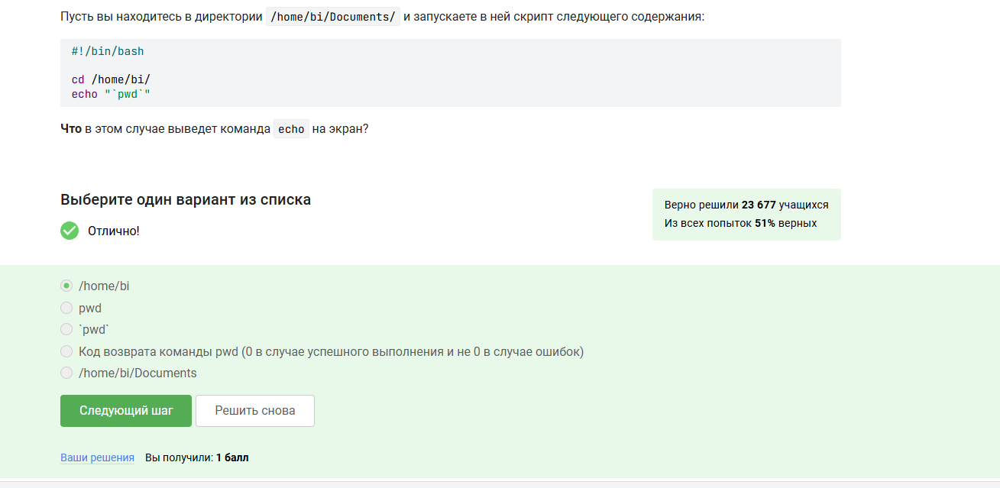 Пусть вы находитесь в директории /home/bi/Documents/ и запускаете в ней скрипт следующего содержания:
#!/bin/bash
cd /home/bi/
echo "`pwd`"
Что в этом случае выведет команда echo на экран?
Выберите один вариант из списка
Отлично!
Верно решили 23 677 учащихся
Из всех попыток 51% верных
/home/bi
pwd
`pwd`
Код возврата команды pwd (0 в случае успешного выполнения и не 0 в случае ошибок)
/home/bi/Documents
Следующий шаг
Решить снова
Ваши решения Вы получили: 1 балл